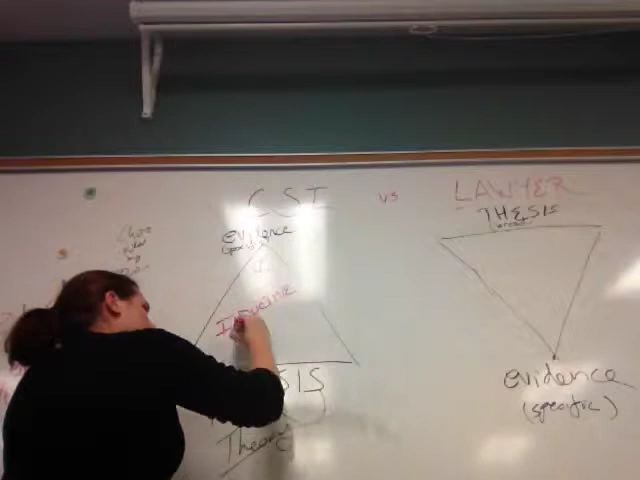 CSI vs LAWYER
THESIS
(broad)
evidence
(specific)
INDUCTIVE
SIS
Theory
evidence
(specific)